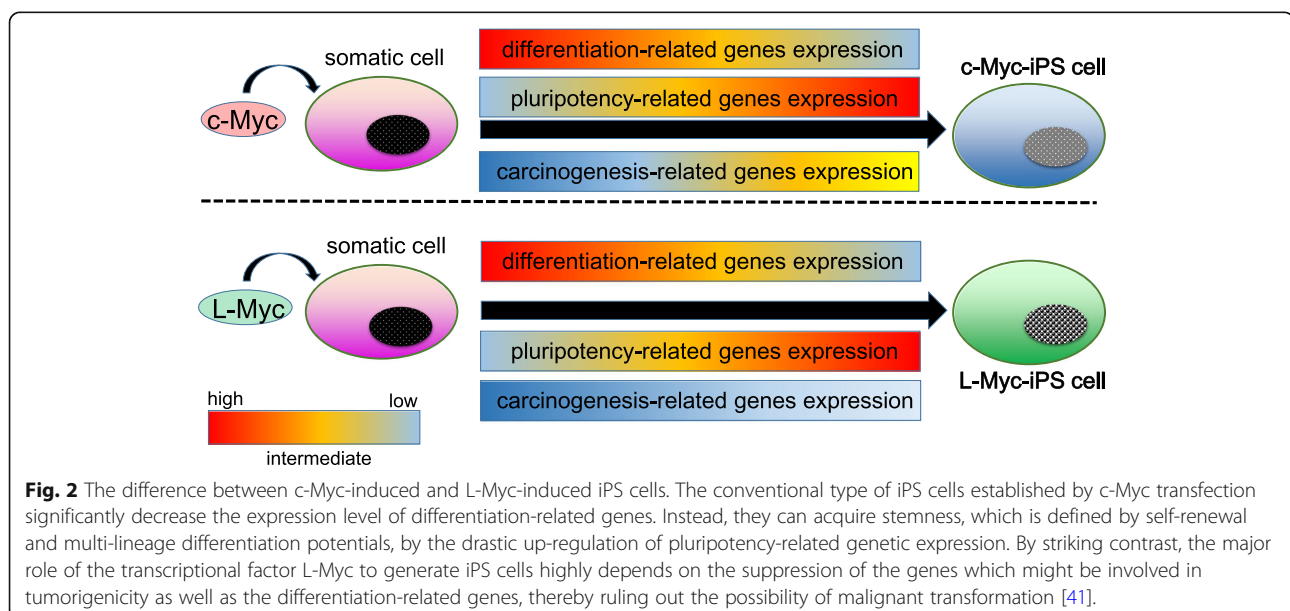 differentiation-related genes expression
somatic cell
c-Myc-iPS cell
pluripotency-related genes expression
c-Myc
carcinogenesis-related genes expression
somatic cell
differentiation-related genes expression
L-Myc
pluripotency-related genes expression
L-Myc-iPS cell
carcinogenesis-related genes expression
high
low
intermediate
Fig. 2 The difference between c-Myc-induced and L-Myc-induced iPS cells. The conventional type of iPS cells established by c-Myc transfection
significantly decrease the expression level of differentiation-related genes. Instead, they can acquire stemness, which is defined by self-renewal
and multi-lineage differentiation potentials, by the drastic up-regulation of pluripotency-related genetic expression. By striking contrast, the major
role of the transcriptional factor L-Myc to generate iPS cells highly depends on the suppression of the genes which might be involved in
tumorigenicity as well as the differentiation-related genes, thereby ruling out the possibility of malignant transformation [41].